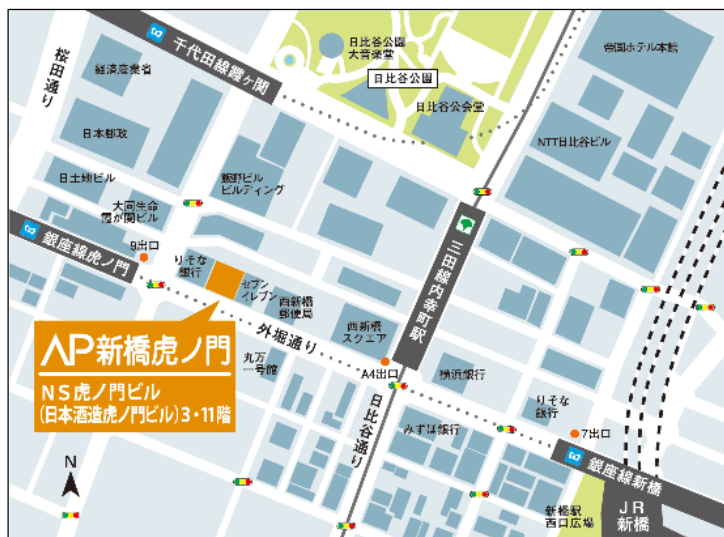 千代田線霞ヶ関
日比谷公園
大音楽堂
帝国ホテル本館
桜田通り
経済産業省
日比谷公園
日比谷公会堂
日本郵政
NTT日比谷ビル
日土地ビル
飯野ビル
ビルディング
大同生命
霞が関ビル
銀座線虎ノ門
9出口
りそな
銀行
セブン
イレブン
三田線内幸町駅
西新橋
郵便局
外堀通り
西新橋
スクエア
AP新橋虎ノ門
NS虎ノ門ビル
(日本酒造虎ノ門ビル)3・11階
丸万
一号館
A4出口
横浜銀行
日比谷通り
りそな
銀行
みずほ銀行
7出口
銀座線新橋
N
新橋駅
西口広場
JR
新橋